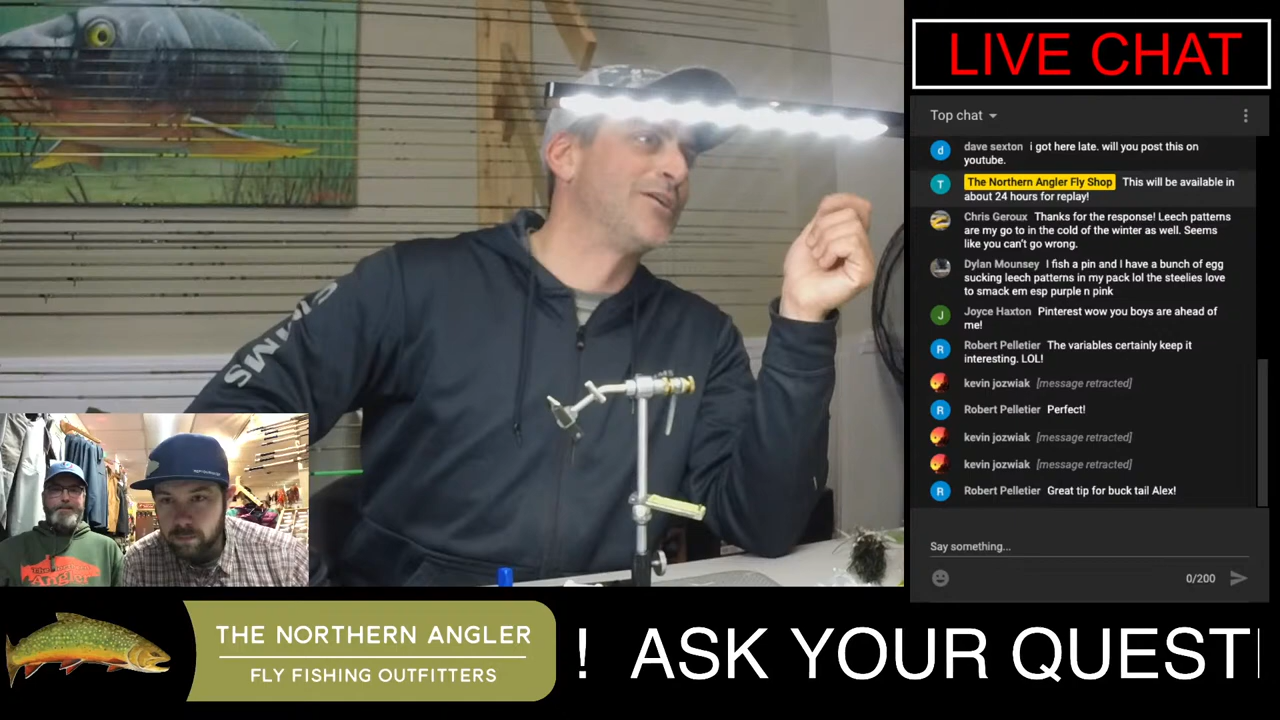 LIVE CHAT
Top chat
dave sexton i got here late. will you post this on
youtube.
The Northern Angler Fly Shop This will be available in
about 24 hours for replay!
Chris Geroux Thanks for the response! Leech patterns
are my go to in the cold of the winter as well. Seems
like you can't go wrong.
Dylan Mounsey I fish a pin and I have a bunch of egg
sucking leech patterns in my pack lol the steelies love
to smack em esp purple n pink
Joyce Haxton Pinterest wow you boys are ahead of
me!
Robert Pelletier The variables certainly keep it
interesting. LOL!
kevin jozwiak [message retracted]
Robert Pelletier Perfect!
kevin jozwiak [message retracted]
kevin jozwiak [message retracted]
Robert Pelletier Great tip for buck tail Alex!
Say something...
0/200
THE NORTHERN ANGLER
FLY FISHING OUTFITTERS
! ASK YOUR QUEST